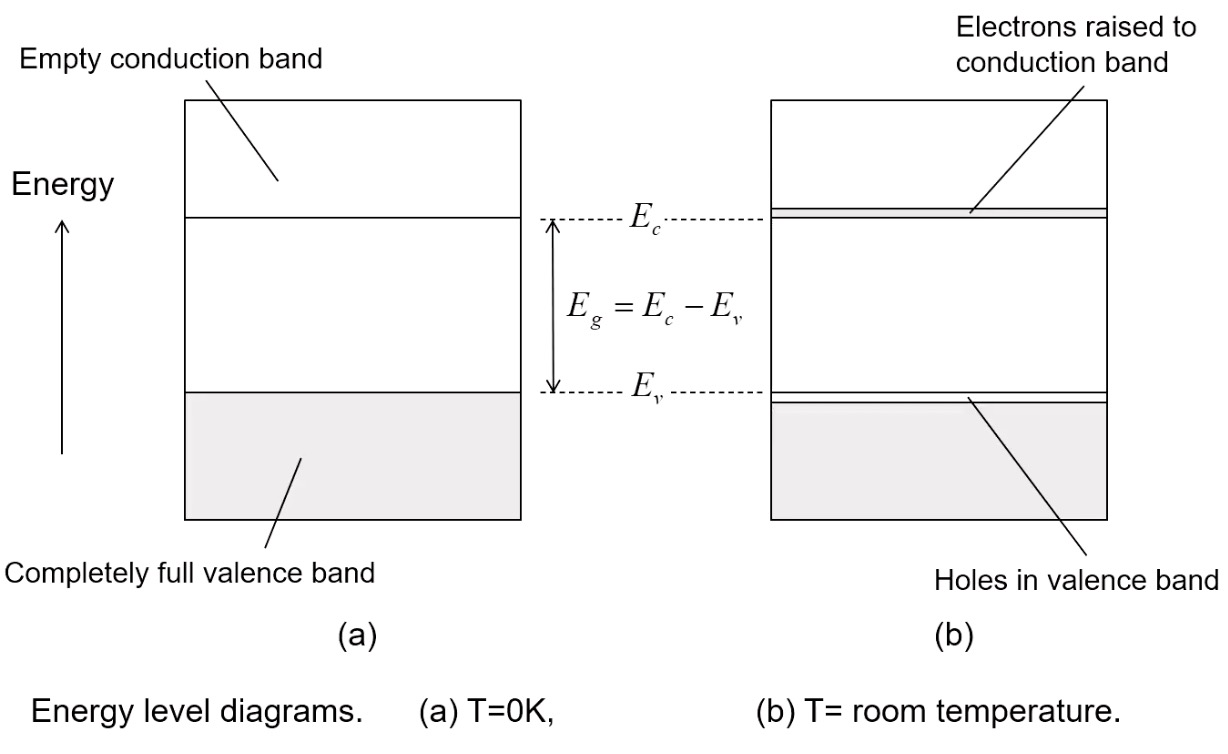 Electrons raised to
conduction band
Empty conduction band
Energy
E_c
E_g = E_c − E_v
E_v
Completely full valence band
Holes in valence band
(a)
(b)
Energy level diagrams. (a) T=0K, (b) T= room temperature.